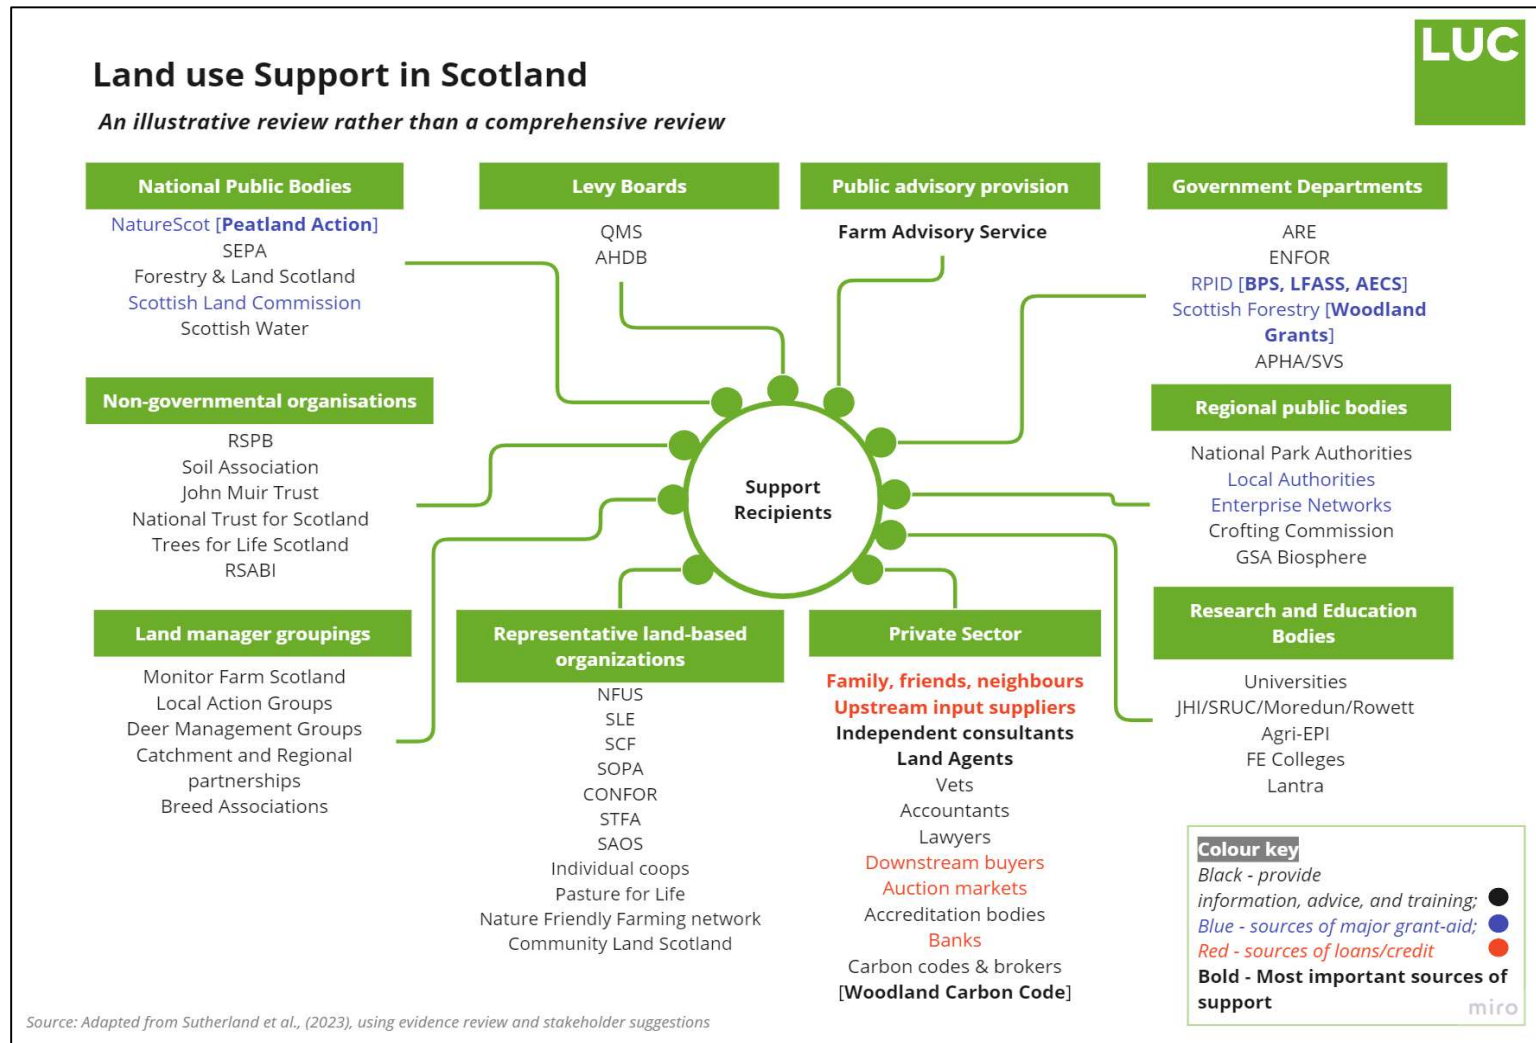 LUC
Land use Support in Scotland
An illustrative review rather than a comprehensive review
National Public Bodies
NatureScot [Peatland Action]
SEPA
Forestry & Land Scotland
Scottish Land Commission
Scottish Water
Levy Boards
QMS
AHDB
Public advisory provision
Farm Advisory Service
Government Departments
ARE
ENFOR
RPID [BPS, LFASS, AECS]
Scottish Forestry [Woodland
Grants]
APHA/SVS
Non-governmental organisations
RSPB
Soil Association
John Muir Trust
National Trust for Scotland
Trees for Life Scotland
RSABI
Support
Recipients
Regional public bodies
National Park Authorities
Local Authorities
Enterprise Networks
Crofting Commission
GSA Biosphere
Land manager groupings
Monitor Farm Scotland
Local Action Groups
Deer Management Groups
Catchment and Regional
partnerships
Breed Associations
Representative land-based
organizations
NFUS
SLE
SCF
SOPA
CONFOR
STFA
SAOS
Individual coops
Pasture for Life
Nature Friendly Farming network
Community Land Scotland
Private Sector
Family, friends, neighbours
Upstream input suppliers
Independent consultants
Land Agents
Vets
Accountants
Lawyers
Downstream buyers
Auction markets
Accreditation bodies
Banks
Carbon codes & brokers
[Woodland Carbon Code]
Research and Education
Bodies
Universities
JHI/SRUC/Moredun/Rowett
Agri-EPI
FE Colleges
Lantra
Colour key
Black - provide
information, advice, and training;
Blue - sources of major grant-aid;
Red - sources of loans/credit
Bold - Most important sources of
support
miro
Source: Adapted from Sutherland et al., (2023), using evidence review and stakeholder suggestions